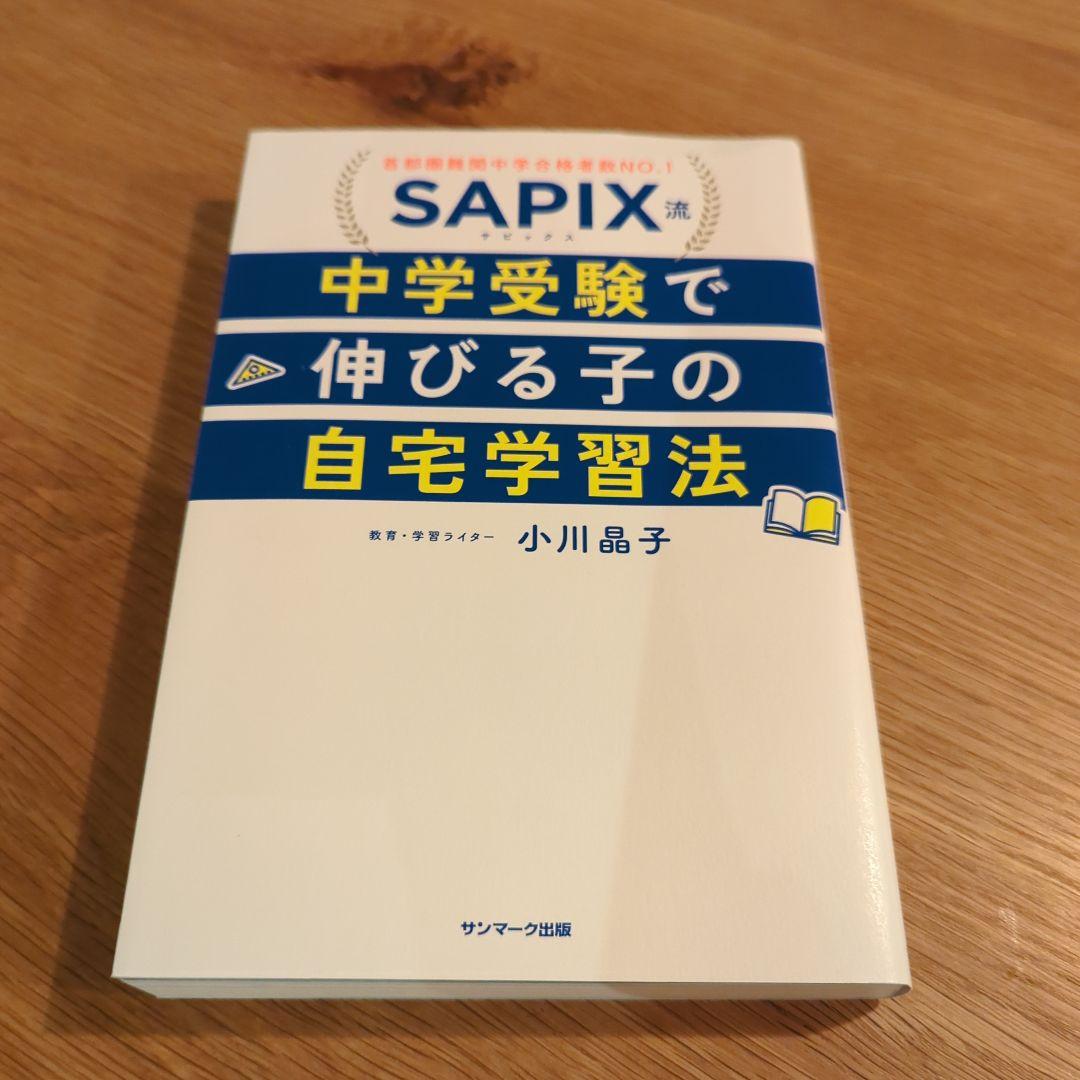 首都圏難関中学合格者数NO.1
SAPIX流
サピックス
中学受験で
伸びる子の
自宅学習法
教育・学習ライター 小川晶子
サンマーク出版